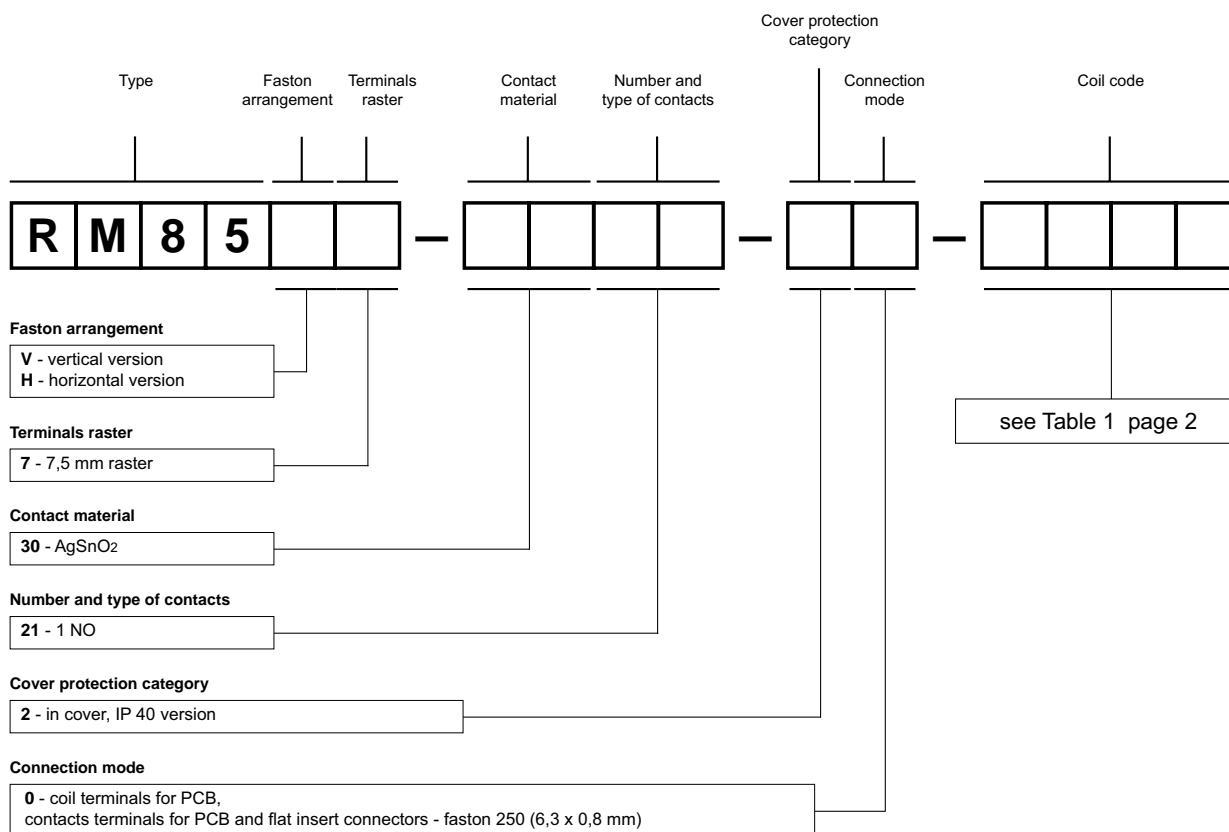 Cover protection
category
Type
Faston
arrangement
Terminals
raster
Contact
material
Number and
type of contacts
Connection
mode
Coil code
R M 8 5 – – –
Faston arrangement
V - vertical version
H - horizontal version
see Table 1 page 2
Terminals raster
7 - 7,5 mm raster
Contact material
30 - AgSnO2
Number and type of contacts
21 - 1 NO
Cover protection category
2 - in cover, IP 40 version
Connection mode
0 - coil terminals for PCB,
contacts terminals for PCB and flat insert connectors - faston 250 (6,3 x 0,8 mm)